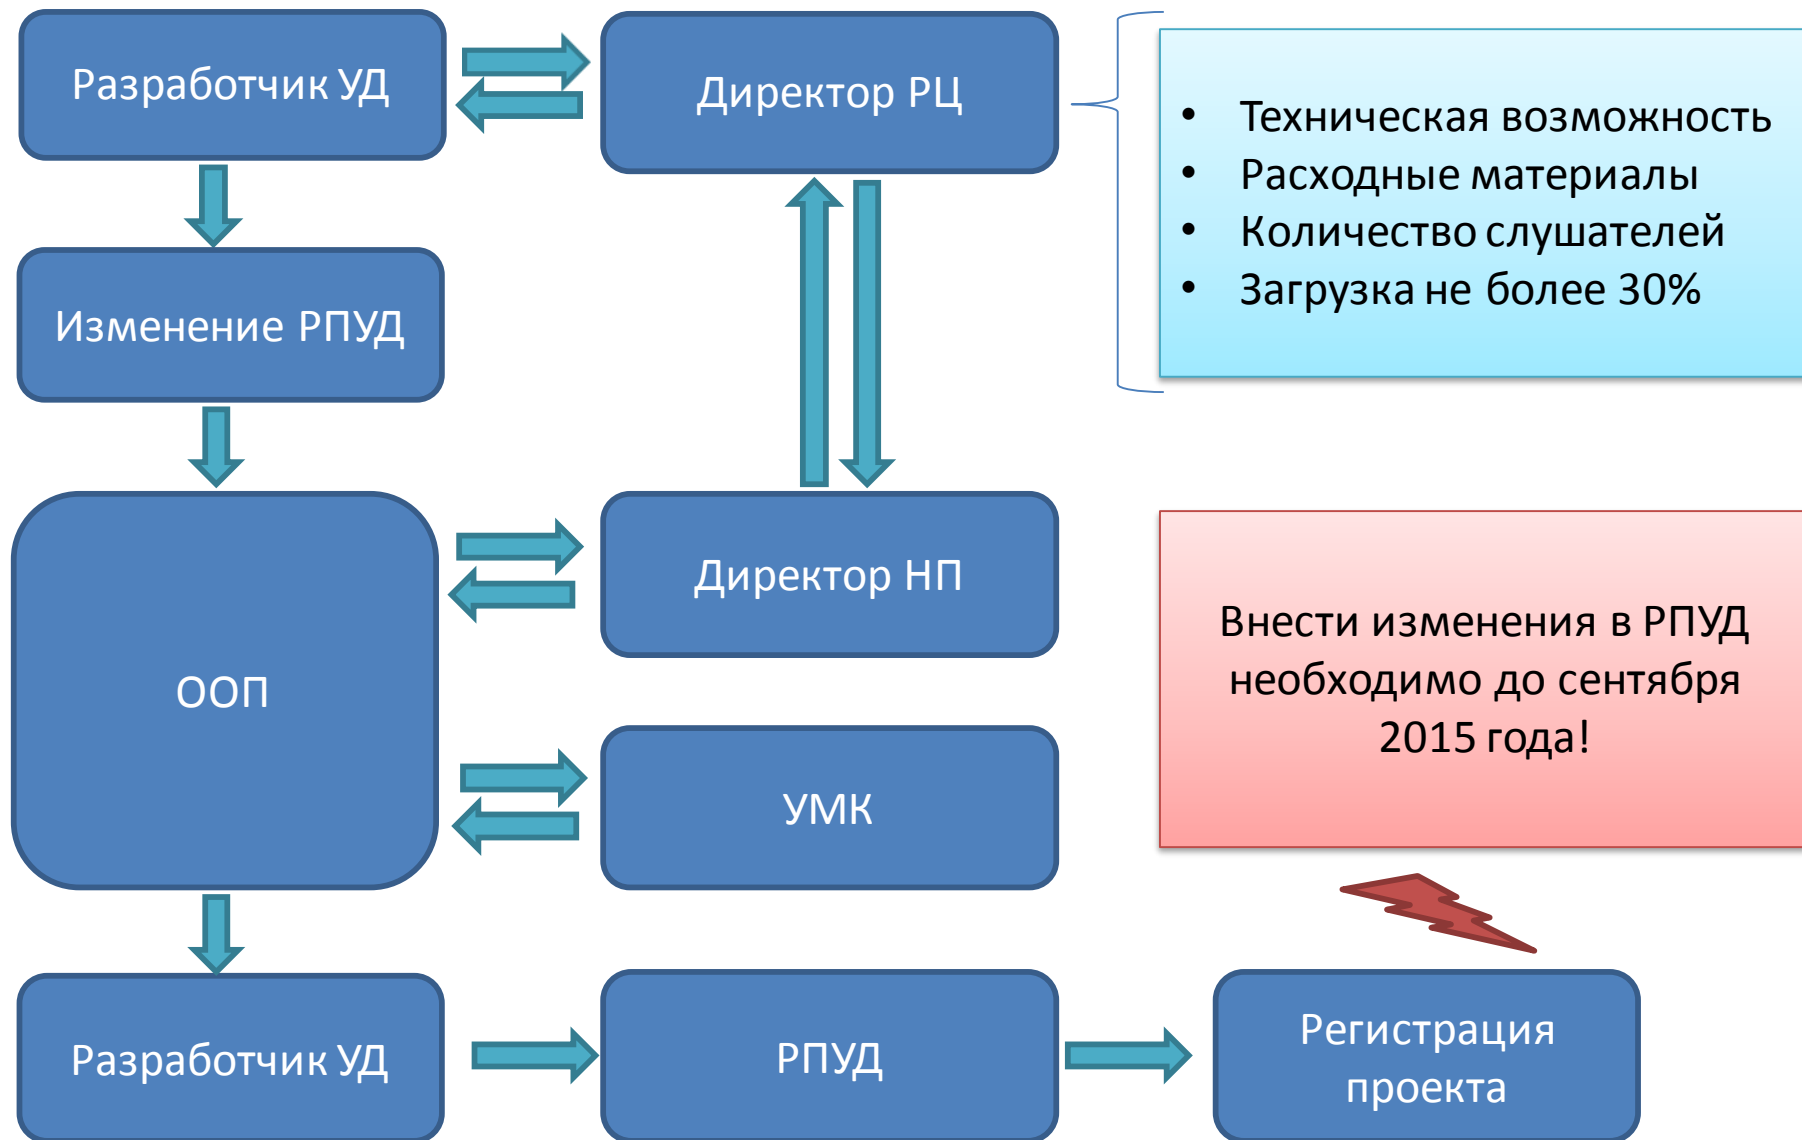 Разработчик УД
Директор РЦ
• Техническая возможность
• Расходные материалы
• Количество слушателей
• Загрузка не более 30%
Изменение РПУД
ООП
Директор НП
УМК
Внести изменения в РПУД
необходимо до сентября
2015 года!
Разработчик УД
РПУД
Регистрация
проекта